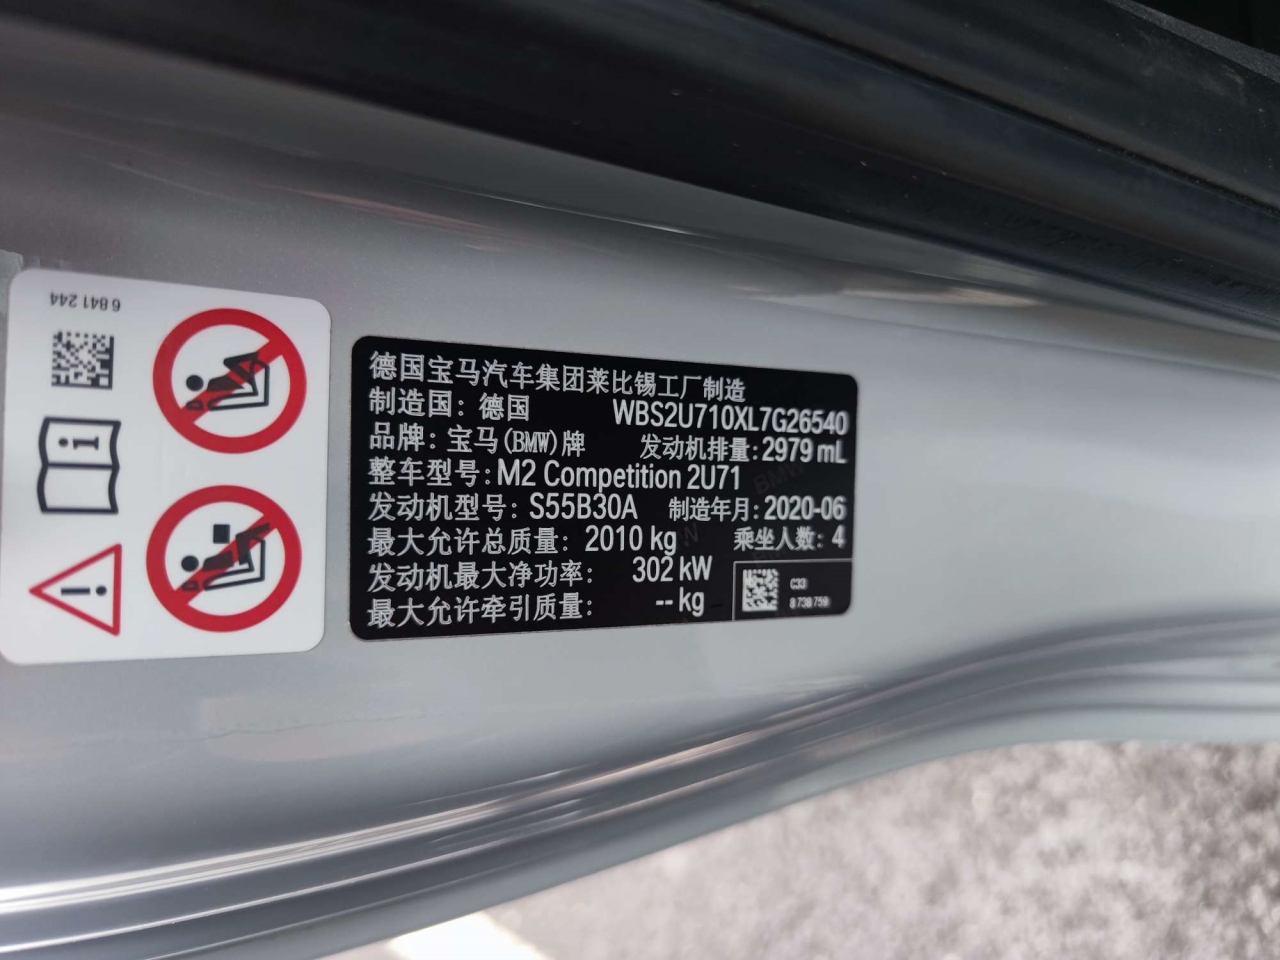 6 841 244
德国宝马汽车集团莱比锡工厂制造
制造国: 德国 WBS2U710XL7G26540
品牌: 宝马(BMW)牌 发动机排量: 2979 mL
整车型号: M2 Competition 2U71
发动机型号: S55B30A 制造年月: 2020-06
最大允许总质量: 2010 kg 乘坐人数: 4
发动机最大净功率: 302 kW
最大允许牵引质量: -- kg
C33
8 738 759